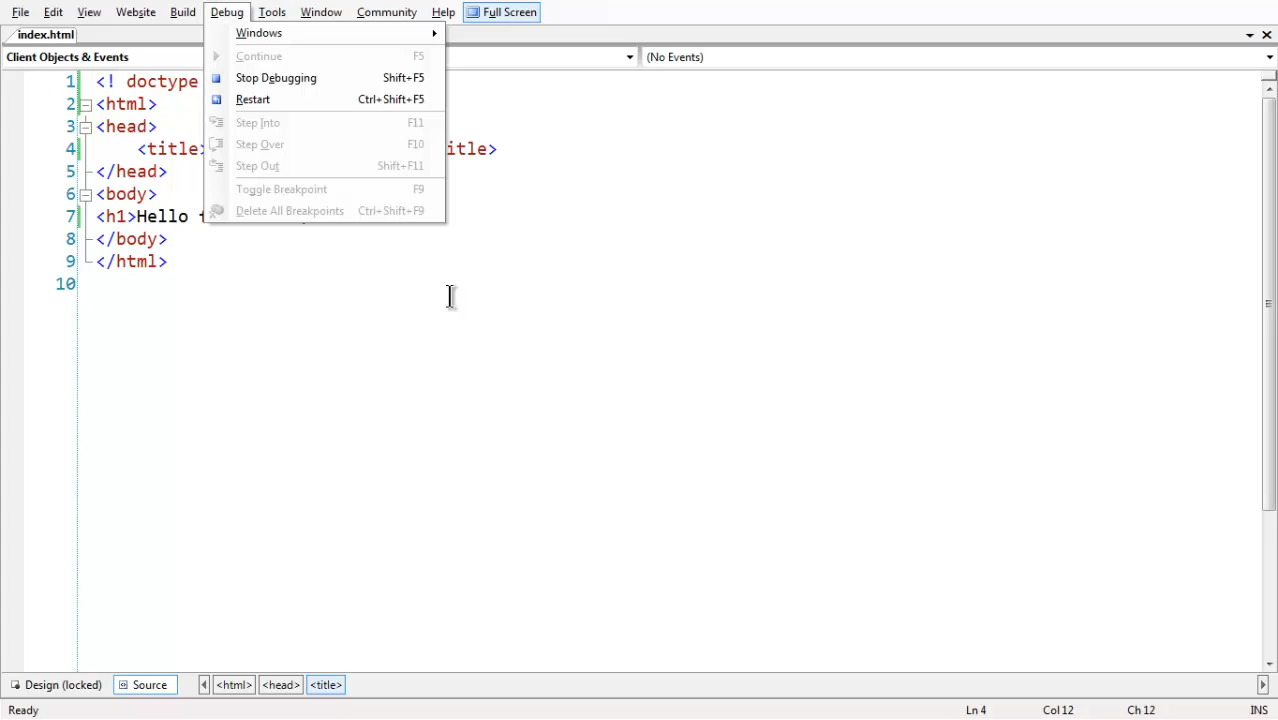 File Edit View Website Build Debug Tools Window Community Help Full Screen
index.html
Client Objects & Events (No Events)
Windows
Continue F5
Stop Debugging Shift+F5
Restart Ctrl+Shift+F5
Step Into F11
Step Over F10
Step Out Shift+F11
Toggle Breakpoint F9
Delete All Breakpoints Ctrl+Shift+F9
1 <! doctype
2 <html>
3 <head>
4 <title> itle>
5 </head>
6 <body>
7 <h1>Hello
8 </body>
9 </html>
10
Design (locked) Source <html> <head> <title>
Ready Ln 4 Col 12 Ch 12 INS